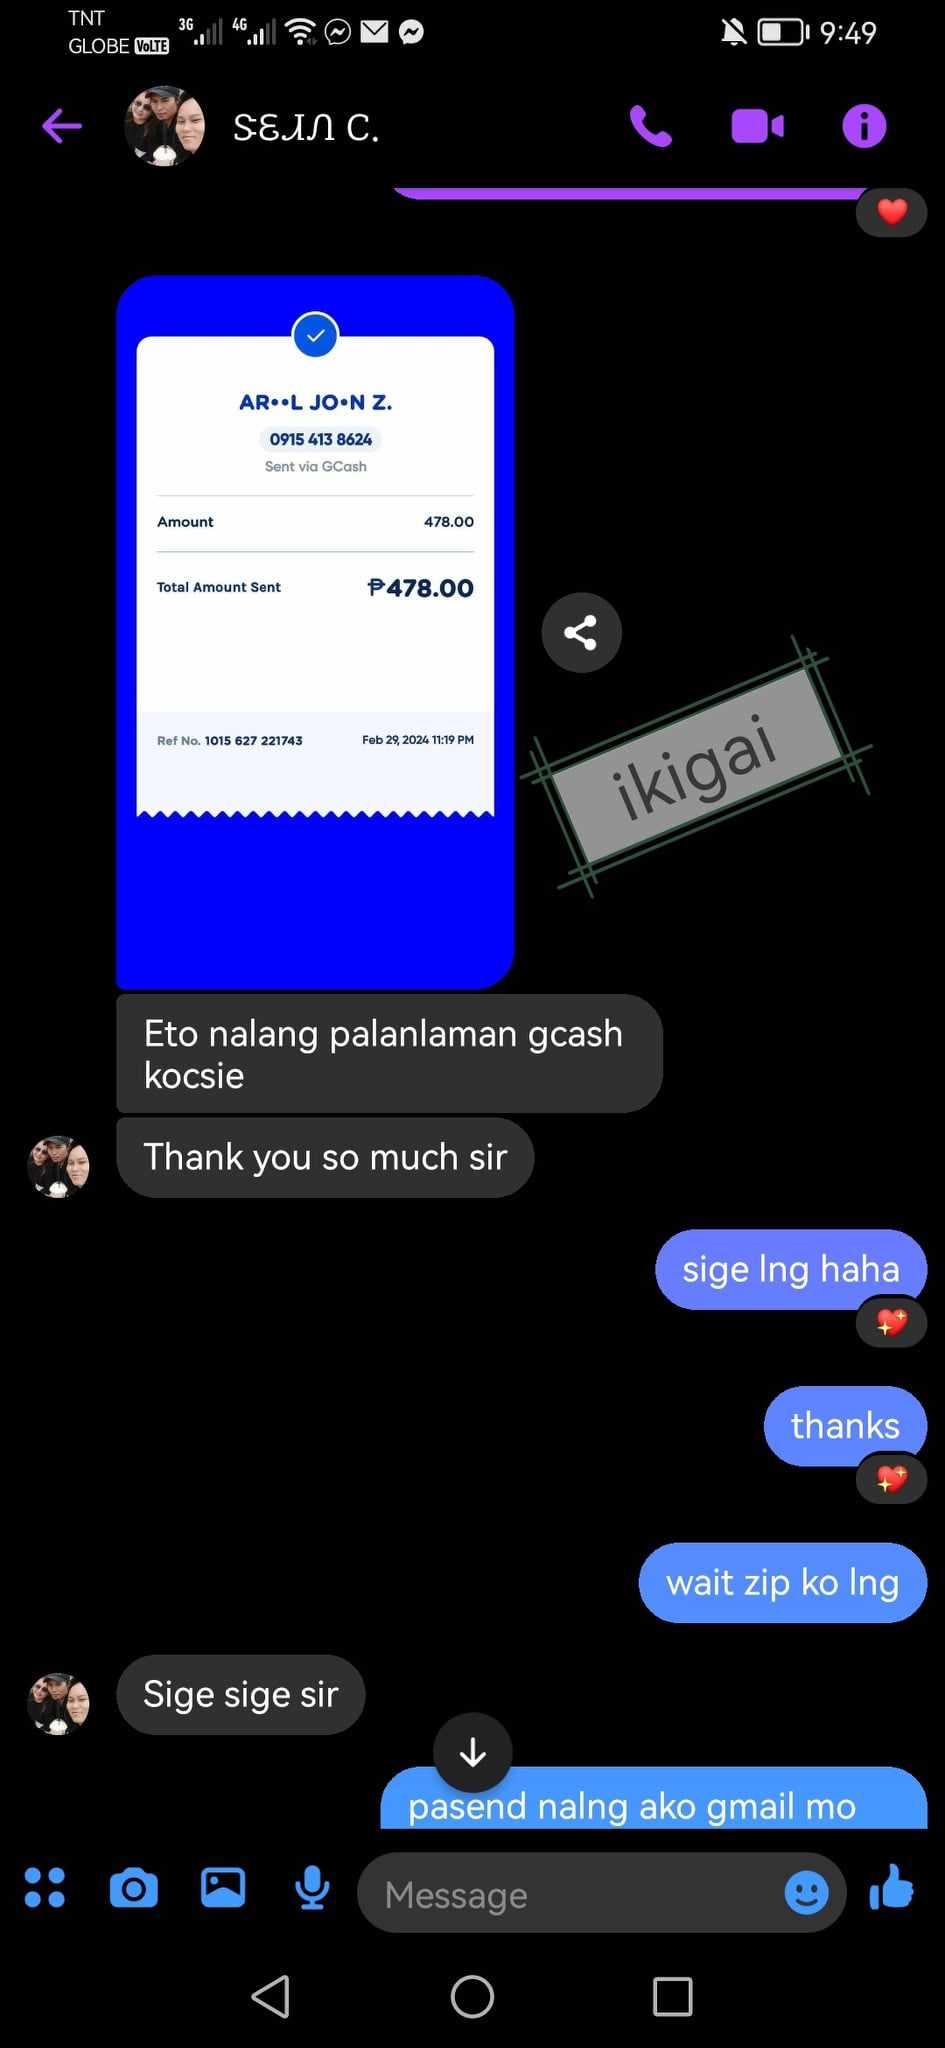 TNT
GLOBE VoLTE 3G 4G 9:49
ՏᏋᏗᏁ C.
AR••L JO•N Z.
0915 413 8624
Sent via GCash
Amount 478.00
Total Amount Sent ₱478.00
Ref No. 1015 627 221743 Feb 29, 2024 11:19 PM
ikigai
Eto nalang palanlaman gcash
kocsie
Thank you so much sir
sige lng haha
thanks
wait zip ko lng
Sige sige sir
pasend nalng ako gmail mo
Message